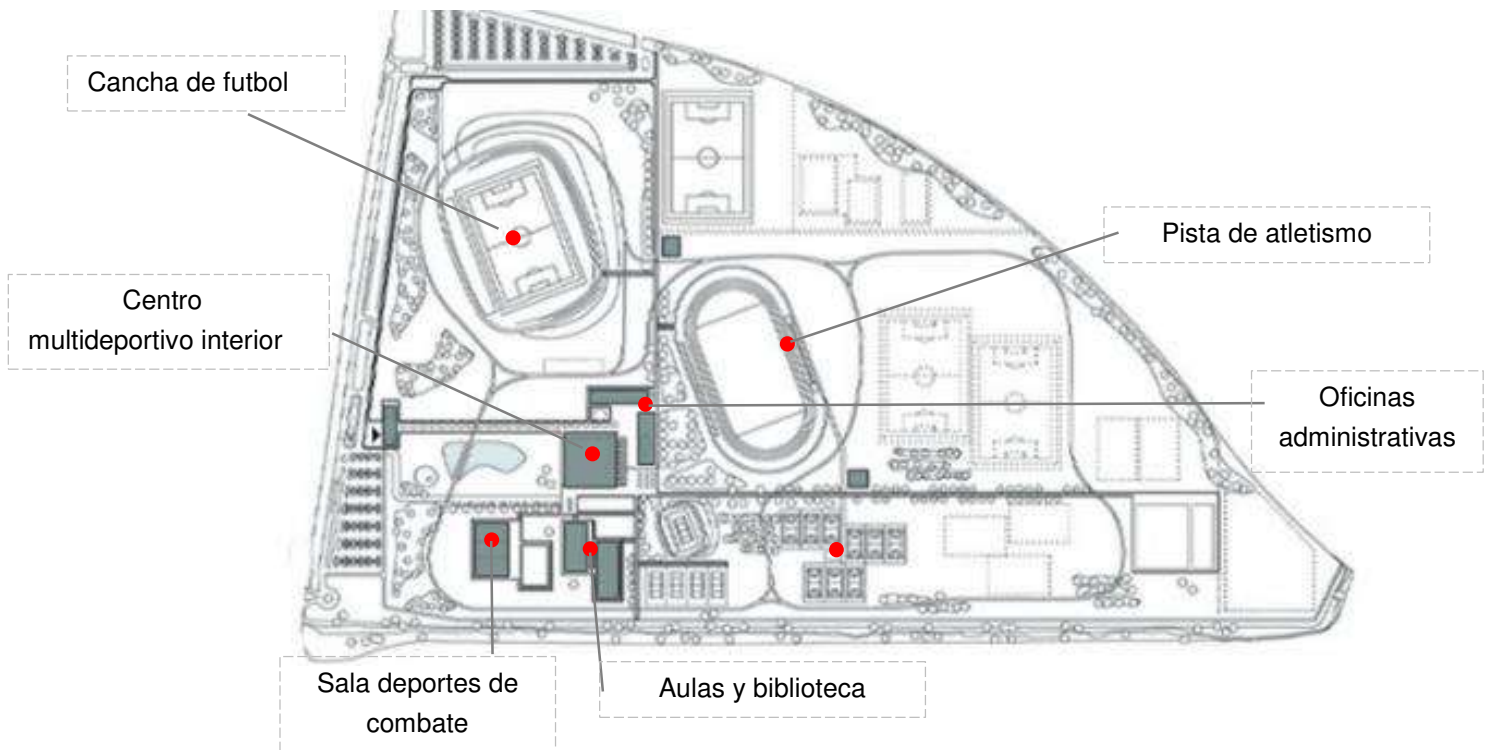 Cancha de futbol
Pista de atletismo
Centro
multideportivo interior
Oficinas
administrativas
Sala deportes de
combate
Aulas y biblioteca